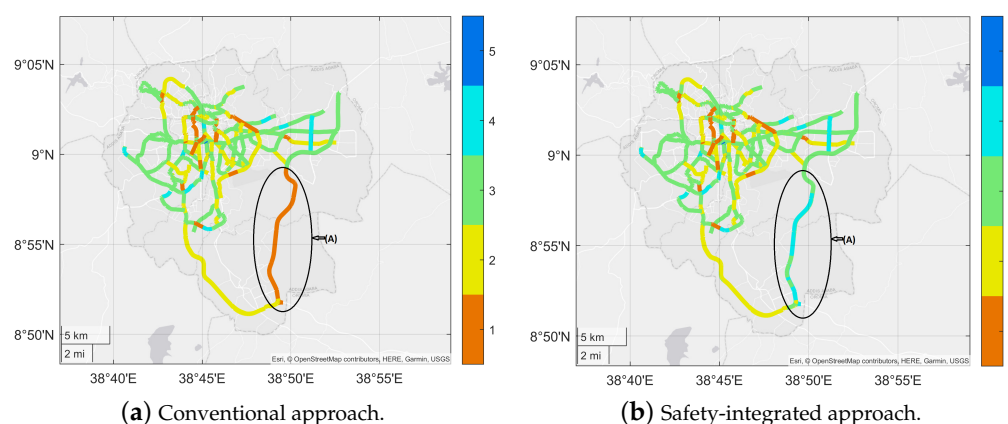 9°05'N
9°N
8°55'N
8°50'N
(A)
5 km
2 mi
Esri, © OpenStreetMap contributors, HERE, Garmin, USGS
38°40'E 38°45'E 38°50'E 38°55'E
5
4
3
2
1
(a) Conventional approach.
9°05'N
9°N
8°55'N
8°50'N
(A)
5 km
2 mi
Esri, © OpenStreetMap contributors, HERE, Garmin, USGS
38°40'E 38°45'E 38°50'E 38°55'E
(b) Safety-integrated approach.